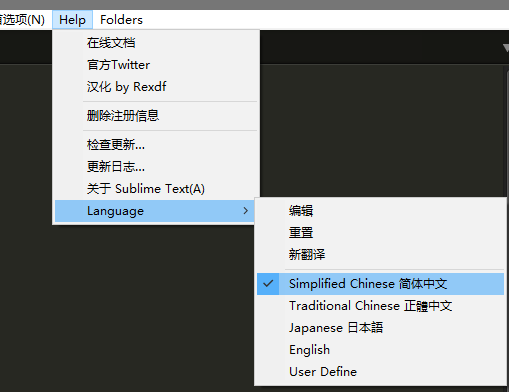 选项(N) Help Folders
在线文档
官方Twitter
汉化 by Rexdf
删除注册信息
检查更新...
更新日志...
关于 Sublime Text(A)
Language
编辑
重置
新翻译
Simplified Chinese 简体中文
Traditional Chinese 正體中文
Japanese 日本語
English
User Define